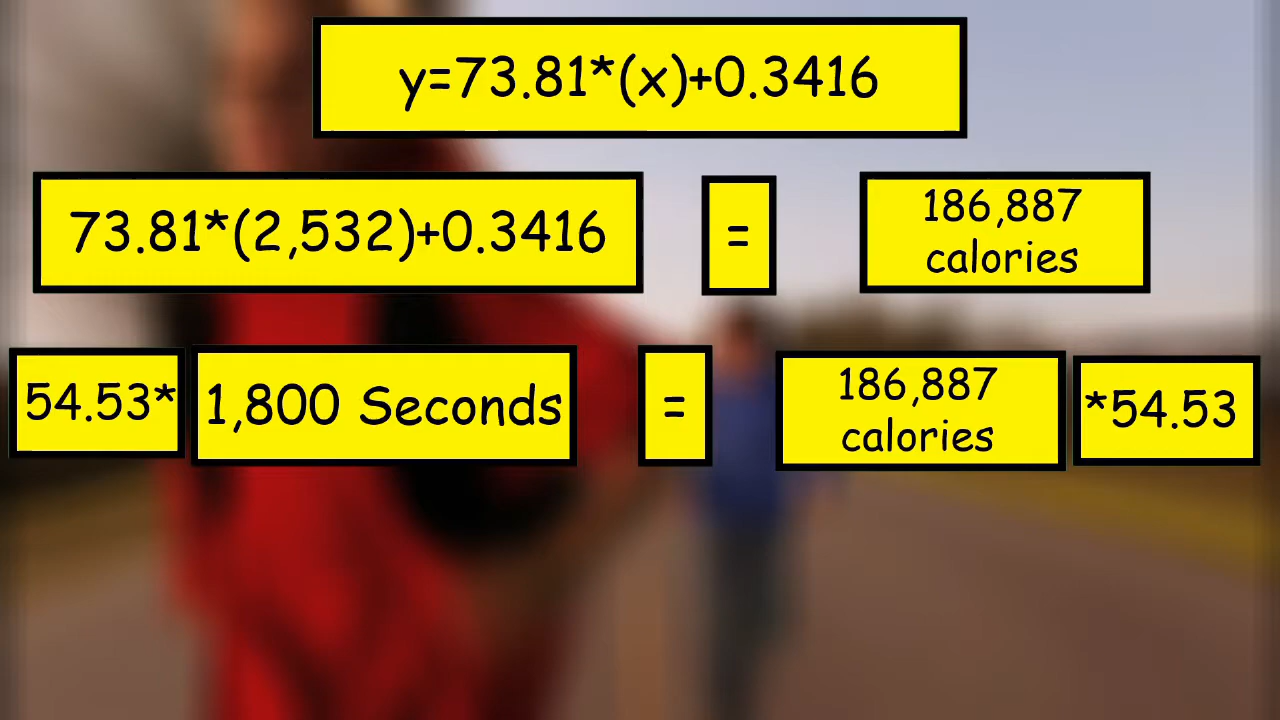 y=73.81*(x)+0.3416
73.81*(2,532)+0.3416 = 186,887
calories
54.53* 1,800 Seconds = 186,887
calories *54.53